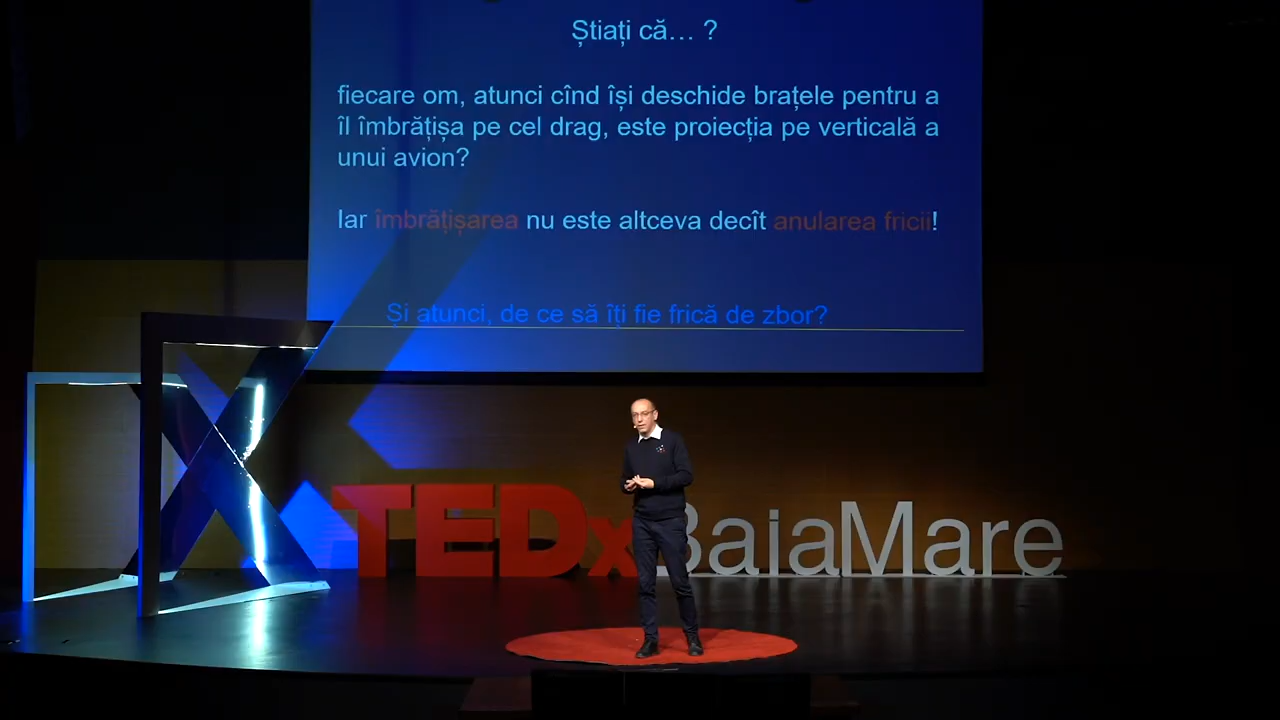 Știați că... ?
fiecare om, atunci cînd își deschide brațele pentru a
îl îmbrățișa pe cel drag, este proiecția pe verticală a
unui avion?
Iar îmbrățișarea nu este altceva decît anularea fricii!
Și atunci, de ce să îți fie frică de zbor?
TEDxBaiaMare